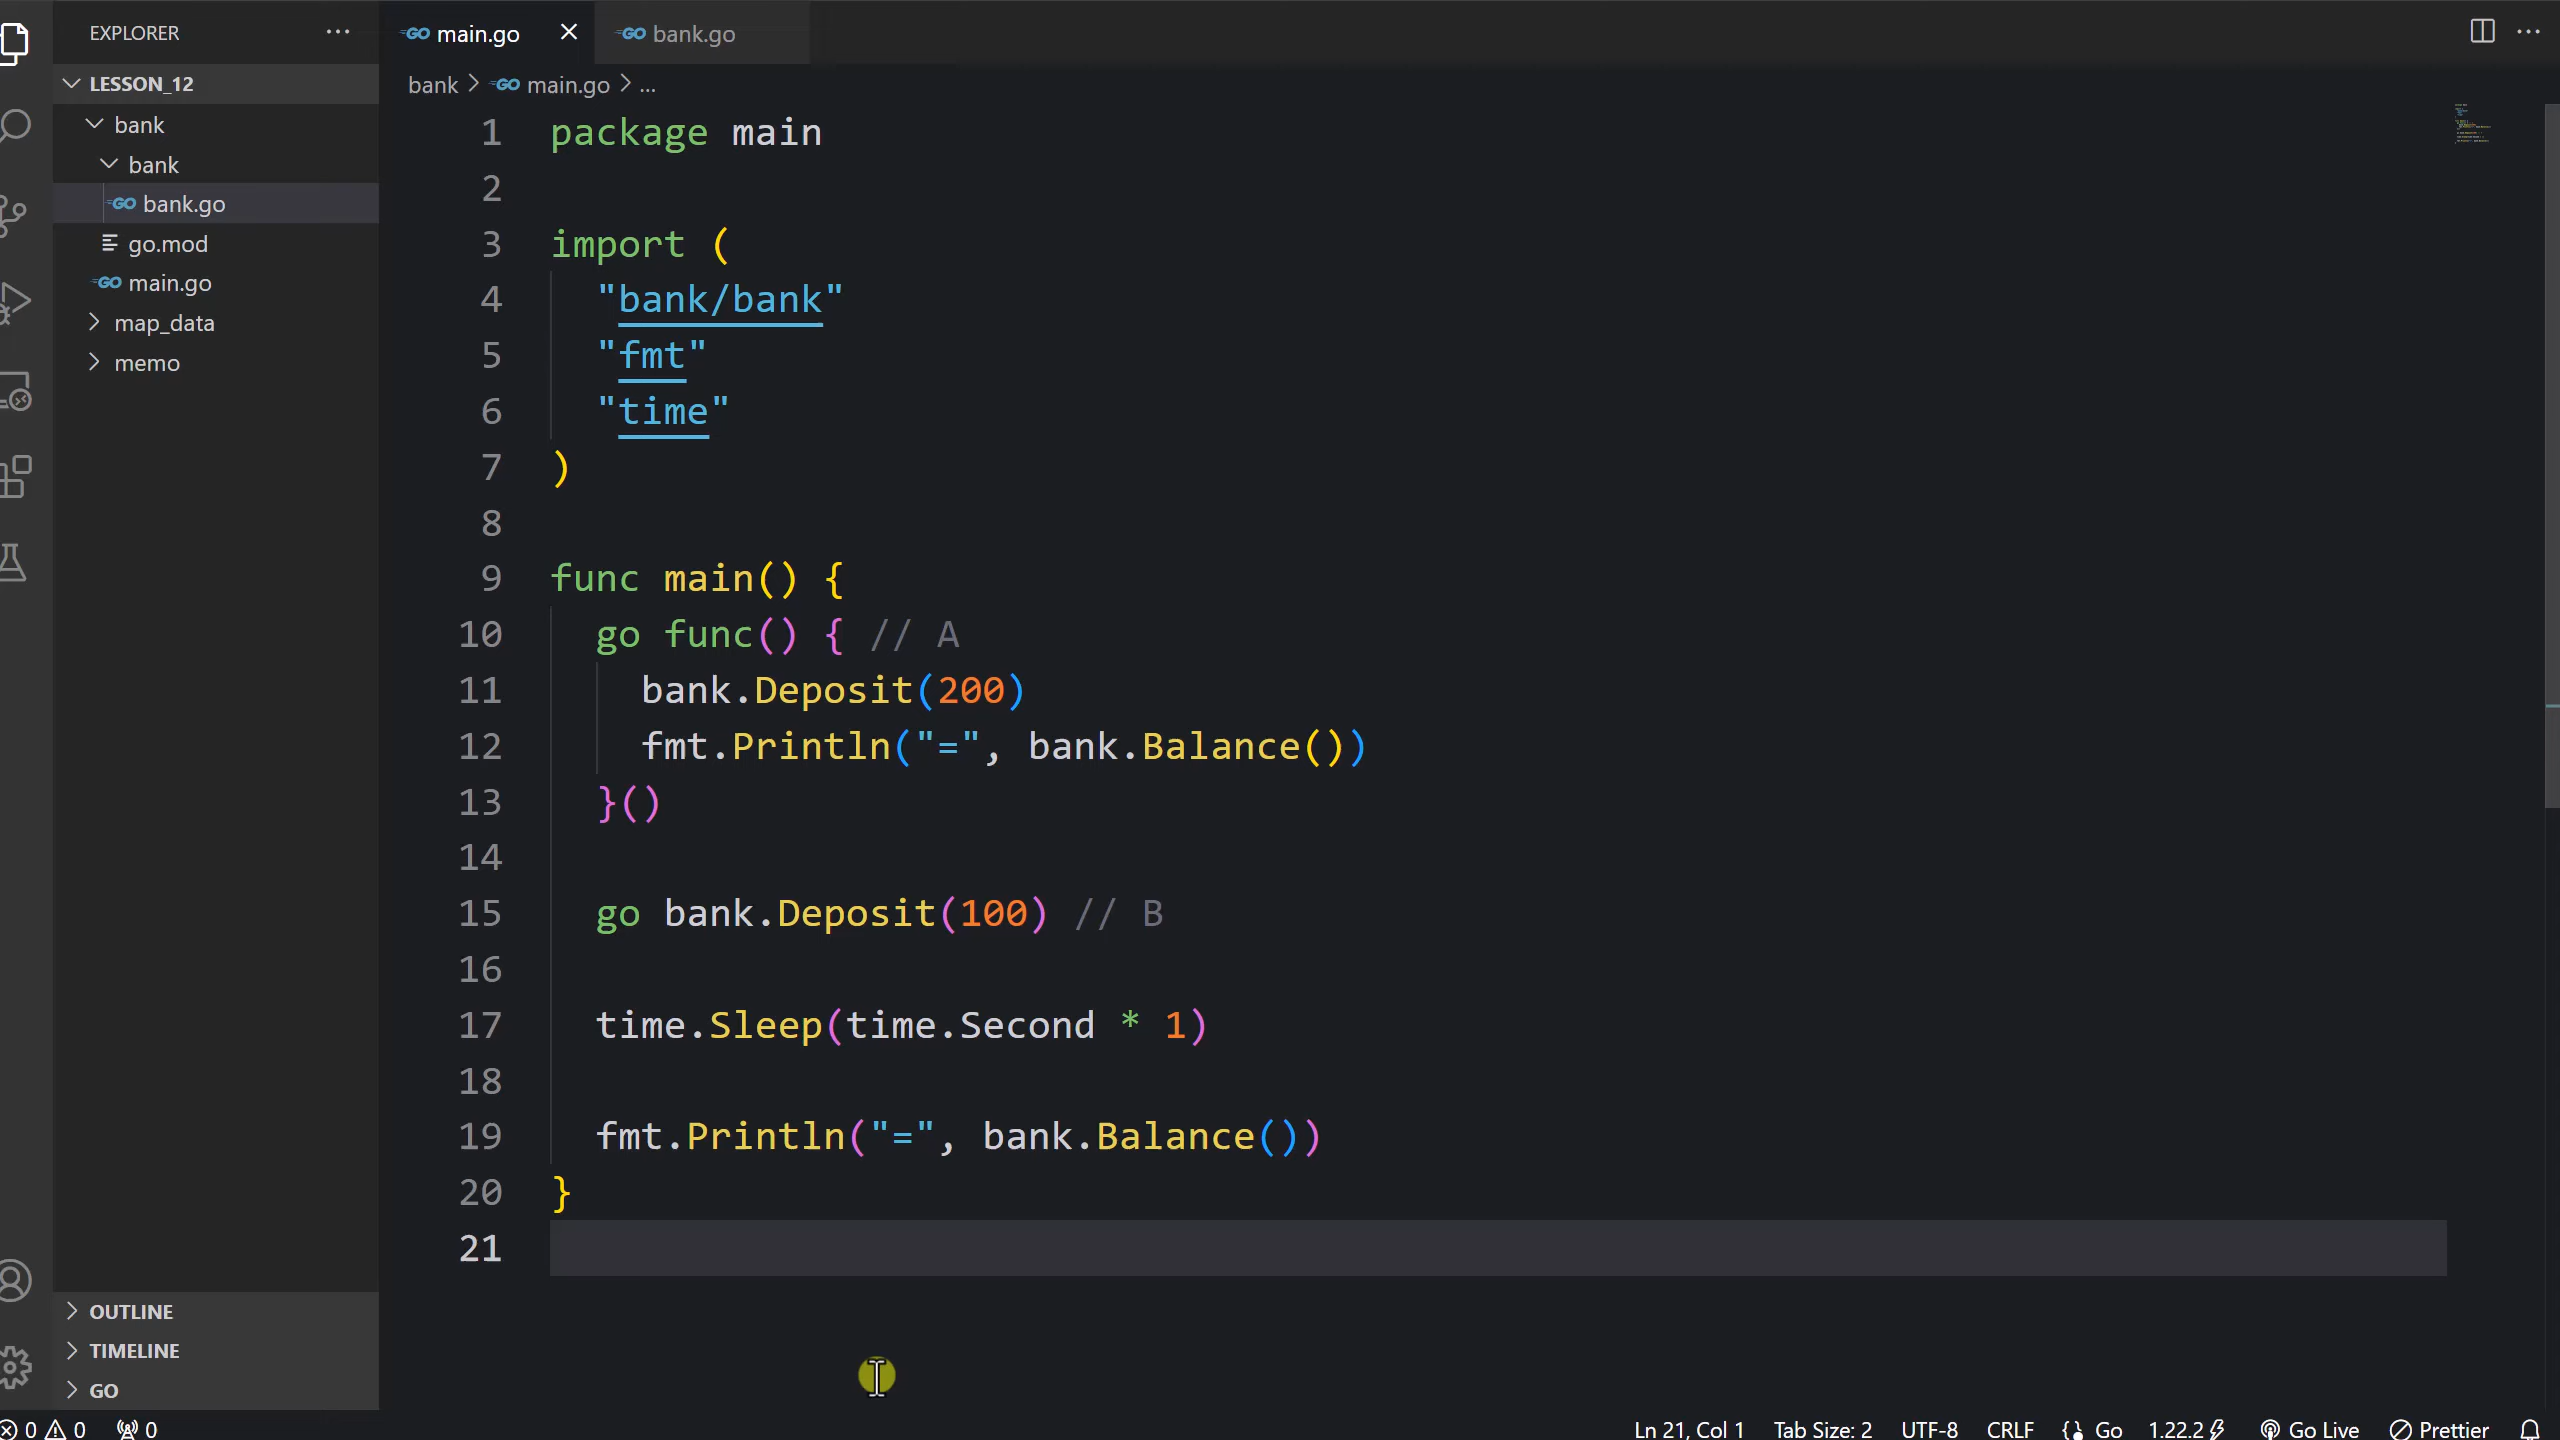 EXPLORER
LESSON_12
bank
bank
bank.go
go.mod
main.go
map_data
memo
OUTLINE
TIMELINE
GO
main.go
bank.go
bank > main.go > ...
1 package main
2
3 import (
4 "bank/bank"
5 "fmt"
6 "time"
7 )
8
9 func main() {
10 go func() { // A
11 bank.Deposit(200)
12 fmt.Println("=", bank.Balance())
13 }()
14
15 go bank.Deposit(100) // B
16
17 time.Sleep(time.Second * 1)
18
19 fmt.Println("=", bank.Balance())
20 }
21
0 0 0 Ln 21, Col 1 Tab Size: 2 UTF-8 CRLF Go 1.22.2 Go Live Prettier